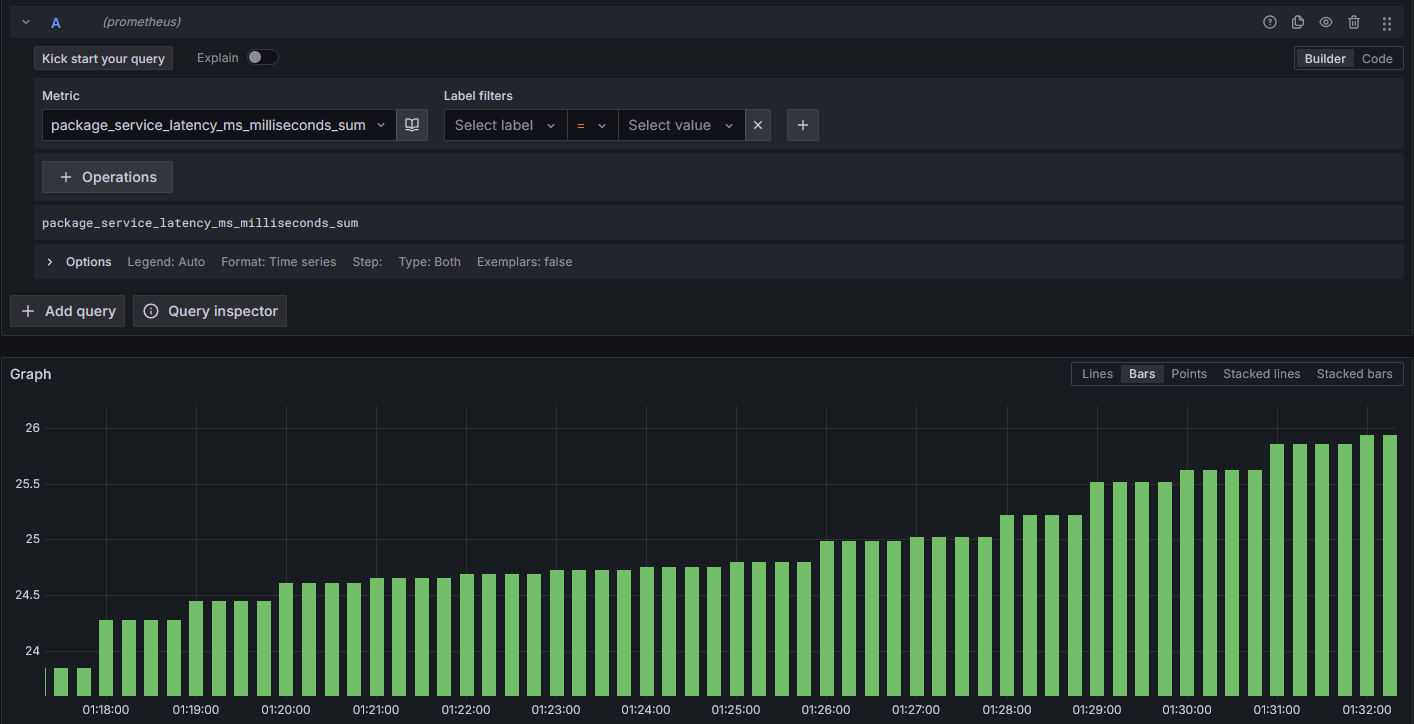 A (prometheus)
Kick start your query Explain Builder Code
Metric Label filters
package_service_latency_ms_milliseconds_sum Select label = Select value
+ Operations
package_service_latency_ms_milliseconds_sum
Options Legend: Auto Format: Time series Step: Type: Both Exemplars: false
+ Add query Query inspector
Graph Lines Bars Points Stacked lines Stacked bars
26
25.5
25
24.5
24
01:18:00 01:19:00 01:20:00 01:21:00 01:22:00 01:23:00 01:24:00 01:25:00 01:26:00 01:27:00 01:28:00 01:29:00 01:30:00 01:31:00 01:32:00